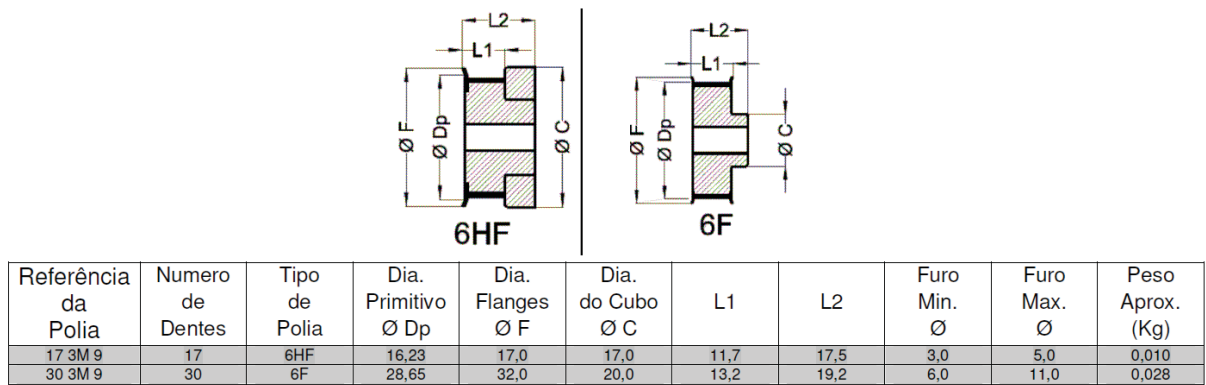 L2
L1
Ø F
Ø Dp
Ø C
6HF
L2
L1
Ø F
Ø Dp
Ø C
6F
Referência da Polia Numero de Dentes Tipo de Polia Dia. Primitivo Ø Dp Dia. Flanges Ø F Dia. do Cubo Ø C L1 L2 Furo Min. Ø Furo Max. Ø Peso Aprox. (Kg)
17 3M 9 17 6HF 16,23 17,0 17,0 11,7 17,5 3,0 5,0 0,010
30 3M 9 30 6F 28,65 32,0 20,0 13,2 19,2 6,0 11,0 0,028